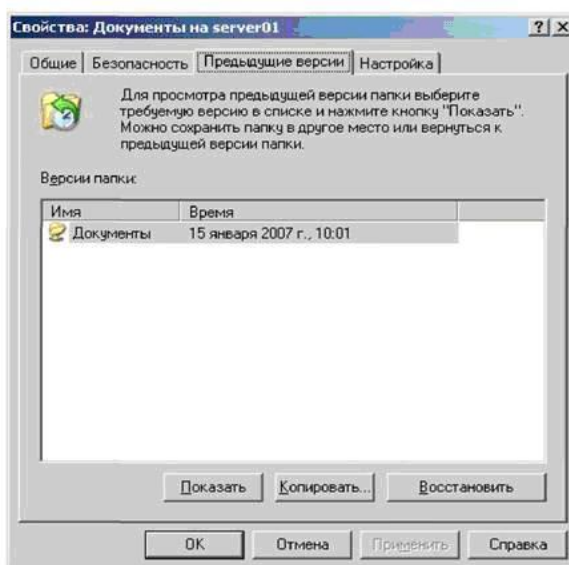 Свойства: Документы на server01
Общие Безопасность Предыдущие версии Настройка
Для просмотра предыдущей версии папки выберите
требуемую версию в списке и нажмите кнопку "Показать".
Можно сохранить папку в другое место или вернуться к
предыдущей версии папки.
Версии папки:
Имя Время
Документы 15 января 2007 г., 10:01
Показать Копировать... Восстановить
OK Отмена Применить Справка